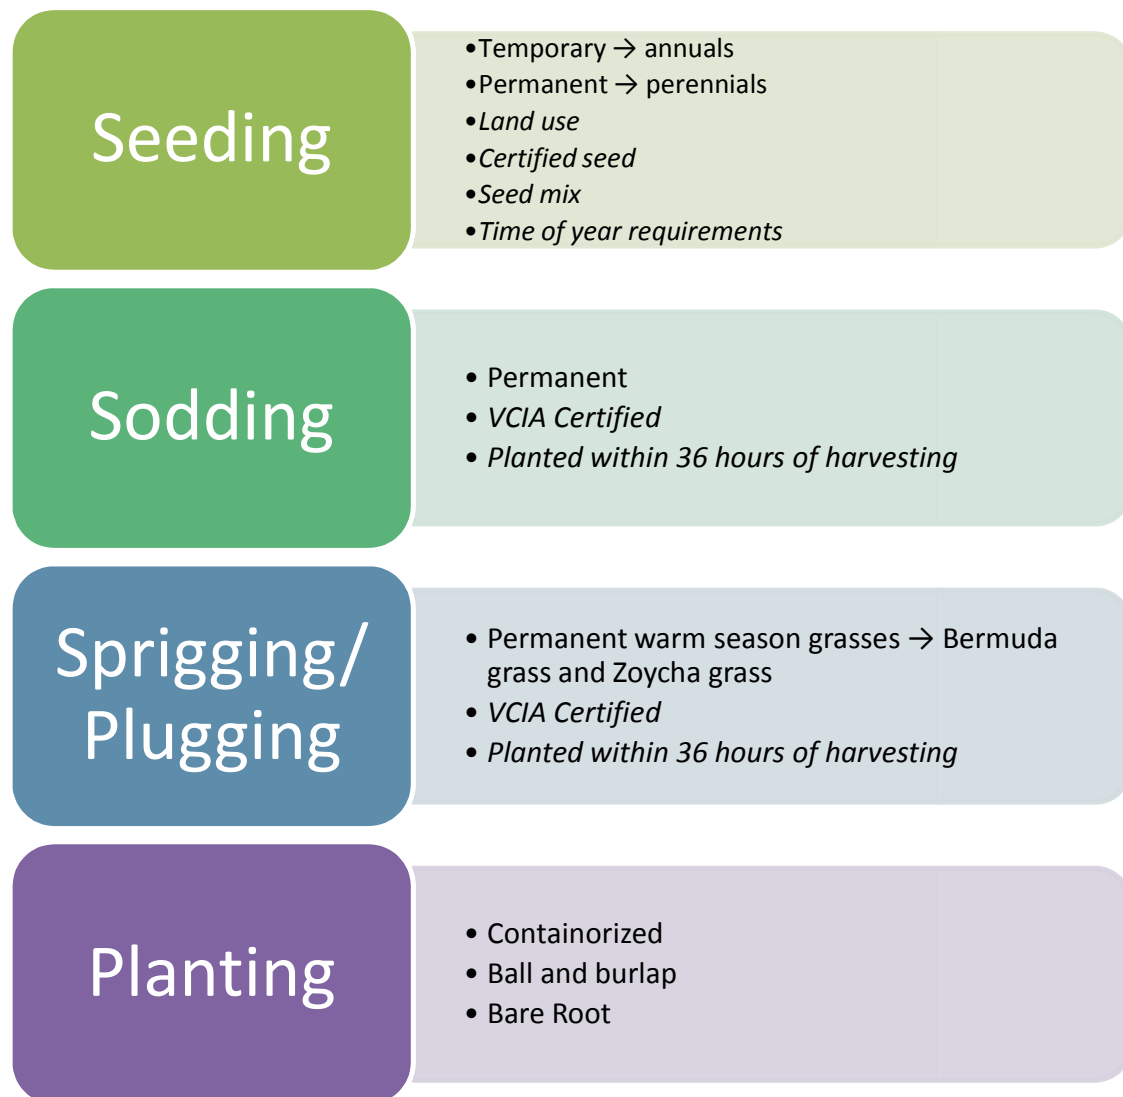 Seeding
•Temporary → annuals
•Permanent → perennials
•Land use
•Certified seed
•Seed mix
•Time of year requirements
Sodding
• Permanent
• VCIA Certified
• Planted within 36 hours of harvesting
Sprigging/
Plugging
• Permanent warm season grasses → Bermuda
grass and Zoycha grass
• VCIA Certified
• Planted within 36 hours of harvesting
Planting
• Containorized
• Ball and burlap
• Bare Root